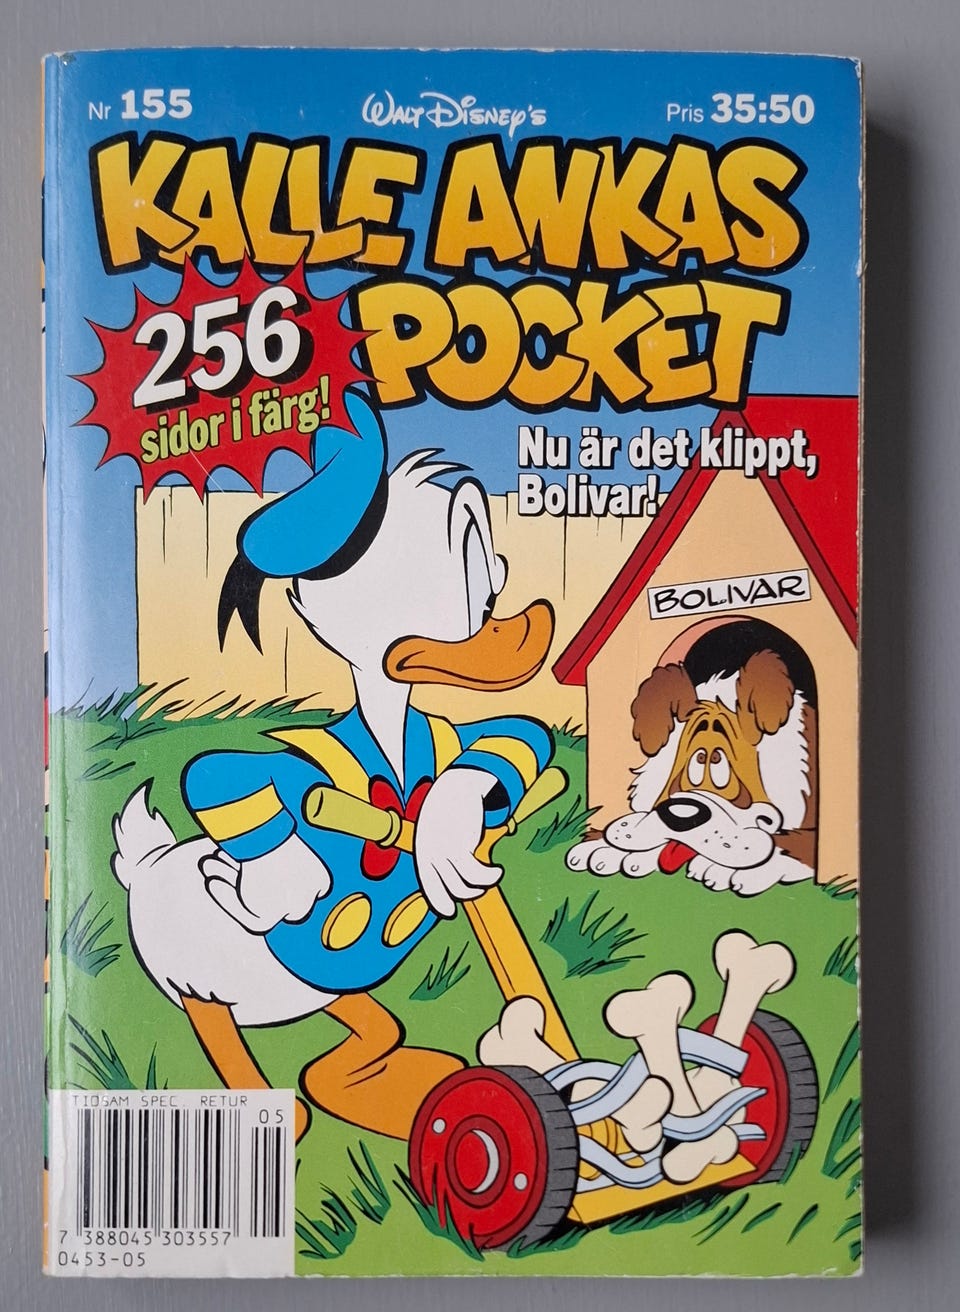 Nr 155
WALT DISNEY'S
Pris 35:50
KALLE ANKAS
POCKET
256
sidor i färg!
Nu är det klippt,
Bolivar!
BOLIVAR
TIDSAM SPEC. RETUR
05
7 388045 303557
0453-05